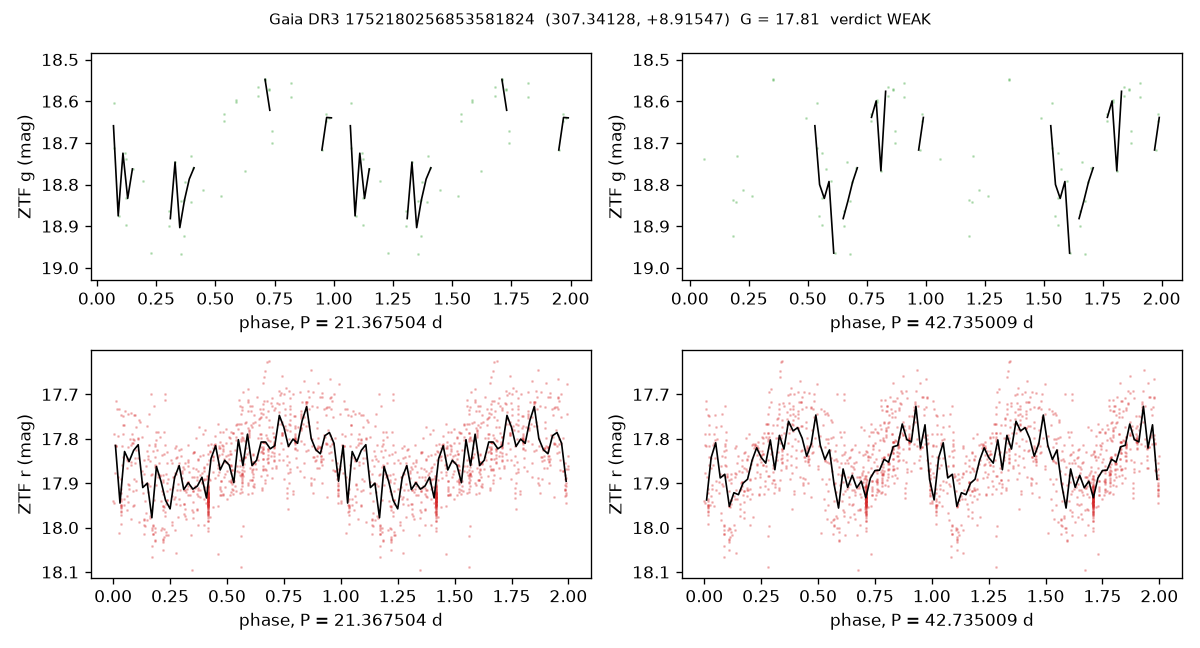 Gaia DR3 1752180256853581824 (307.34128, +8.91547) G = 17.81 verdict WEAK
ZTF g (mag)
18.5
18.6
18.7
18.8
18.9
19.0
0.00 0.25 0.50 0.75 1.00 1.25 1.50 1.75 2.00
phase, P = 21.367504 d
ZTF g (mag)
18.5
18.6
18.7
18.8
18.9
19.0
0.00 0.25 0.50 0.75 1.00 1.25 1.50 1.75 2.00
phase, P = 42.735009 d
ZTF r (mag)
17.7
17.8
17.9
18.0
18.1
0.00 0.25 0.50 0.75 1.00 1.25 1.50 1.75 2.00
phase, P = 21.367504 d
ZTF r (mag)
17.7
17.8
17.9
18.0
18.1
0.00 0.25 0.50 0.75 1.00 1.25 1.50 1.75 2.00
phase, P = 42.735009 d